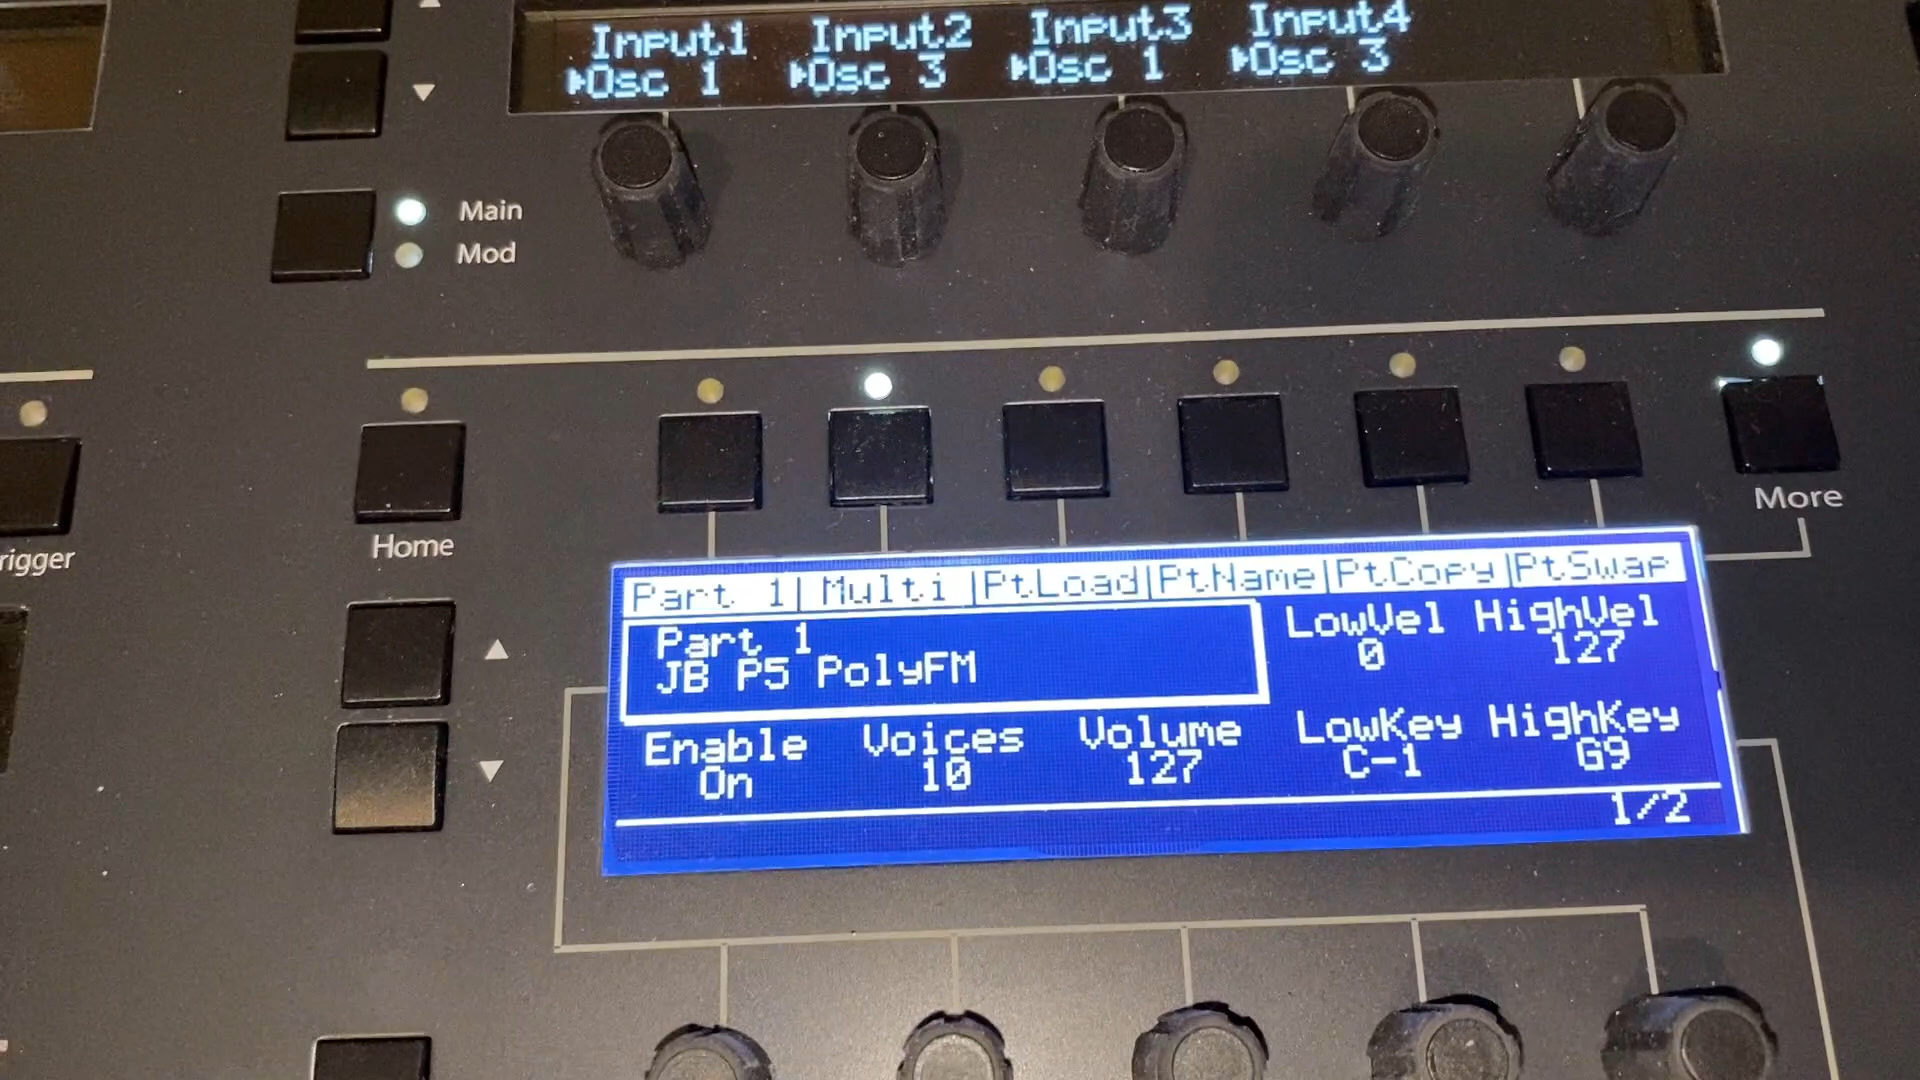 Input1 Input2 Input3 Input4
Osc 1 Osc 3 Osc 1 Osc 3
Main
Mod
More
Home
rigger
Part 1| Multi |PtLoad|PtName|PtCopy|PtSwap
Part 1
JB P5 PolyFM
LowVel HighVel
0 127
Enable Voices Volume LowKey HighKey
On 10 127 C-1 G9
1/2